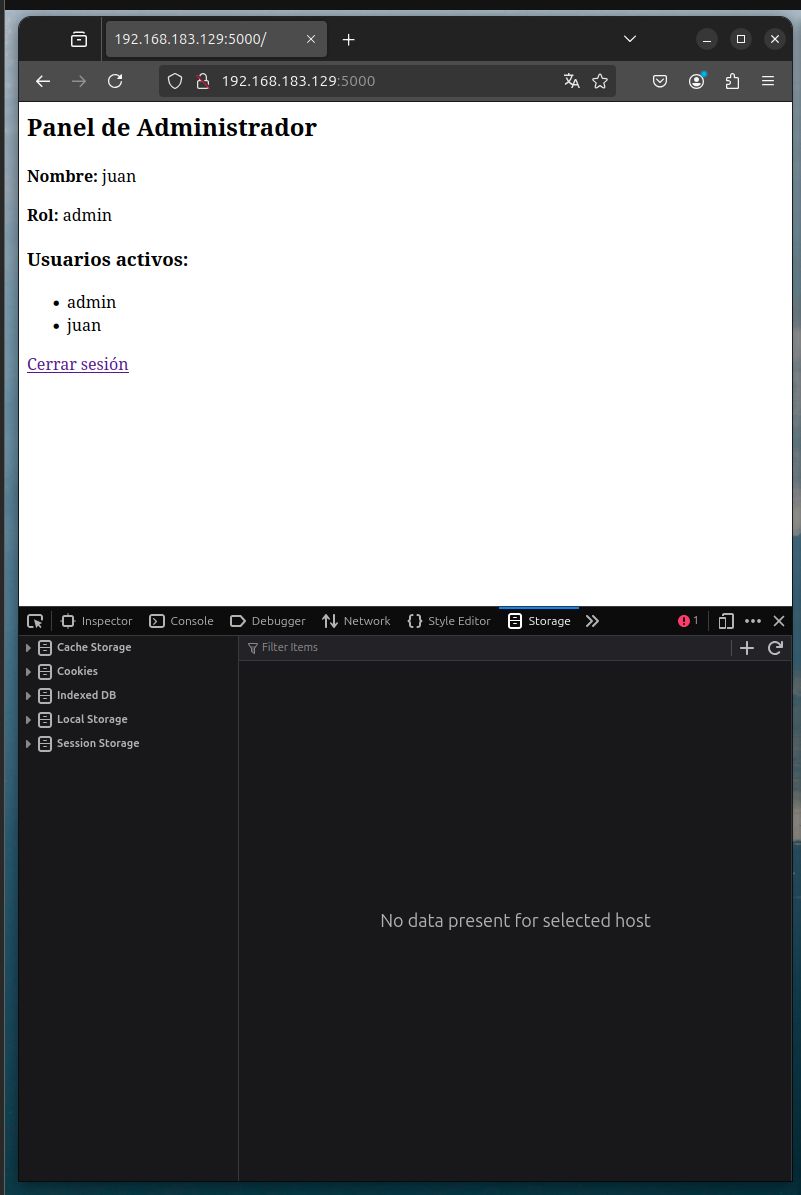 192.168.183.129:5000/
192.168.183.129:5000
Panel de Administrador
Nombre: juan
Rol: admin
Usuarios activos:
• admin
• juan
Cerrar sesión
Inspector Console Debugger Network Style Editor Storage 1
Cache Storage
Cookies
Indexed DB
Local Storage
Session Storage
Filter Items
No data present for selected host